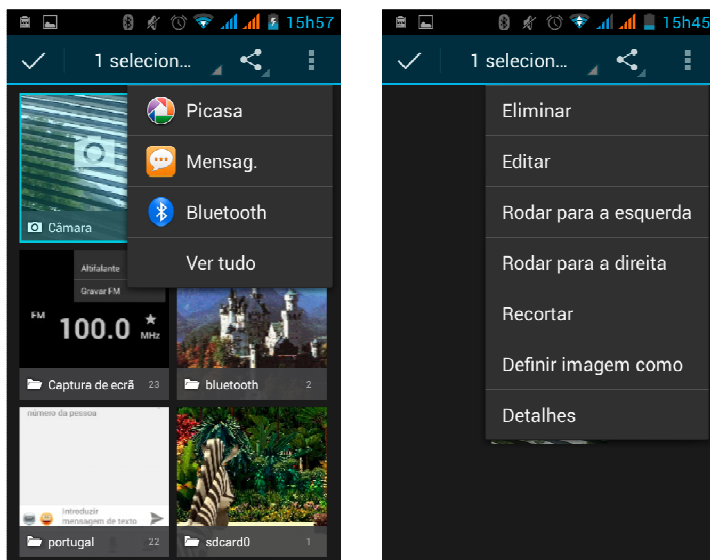 15h57
1 selecion...
Picasa
Mensag.
Bluetooth
Ver tudo
Câmara
Altifalante
Gravar FM
FM
100.0
MHz
Captura de ecrã 23
bluetooth 2
número da pessoa
Introduzir
mensagem de texto
portugal 22
sdcard0 1
15h45
1 selecion...
Eliminar
Editar
Rodar para a esquerda
Rodar para a direita
Recortar
Definir imagem como
Detalhes